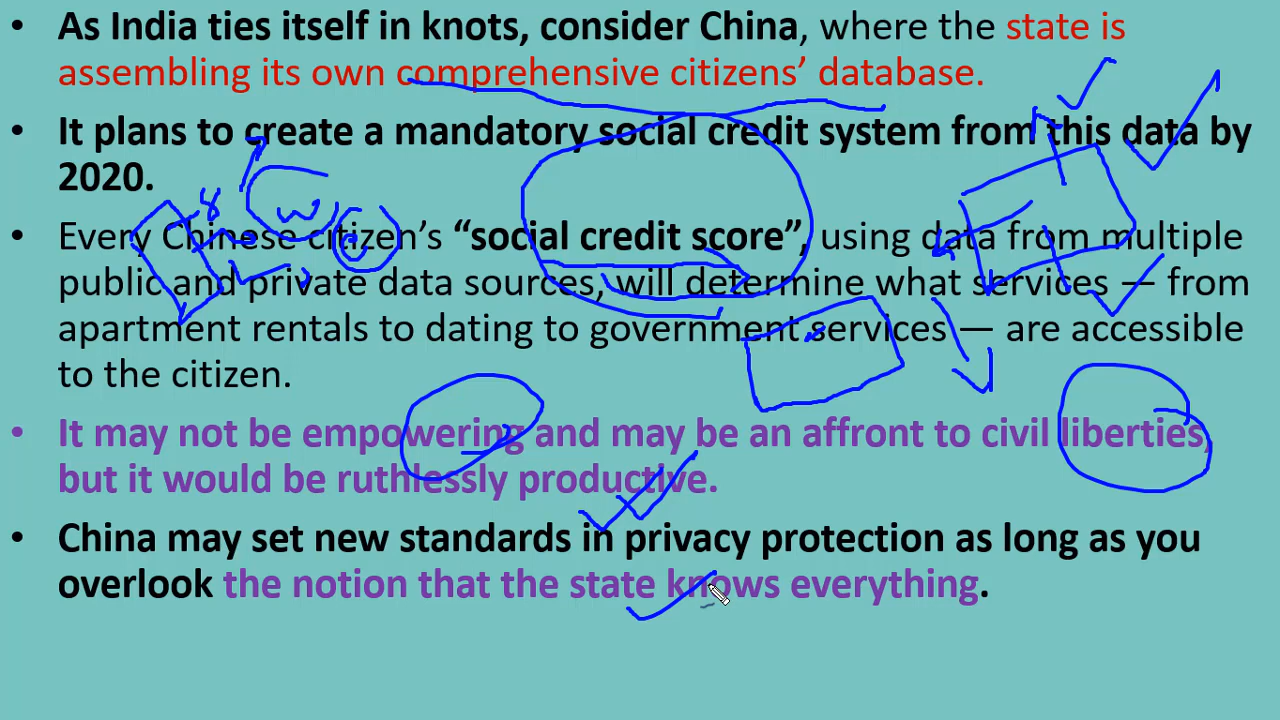 • As India ties itself in knots, consider China, where the state is
assembling its own comprehensive citizens’ database.
• It plans to create a mandatory social credit system from this data by
2020.
• Every Chinese citizen’s “social credit score”, using data from multiple
public and private data sources, will determine what services — from
apartment rentals to dating to government services — are accessible
to the citizen.
• It may not be empowering and may be an affront to civil liberties,
but it would be ruthlessly productive.
• China may set new standards in privacy protection as long as you
overlook the notion that the state knows everything.